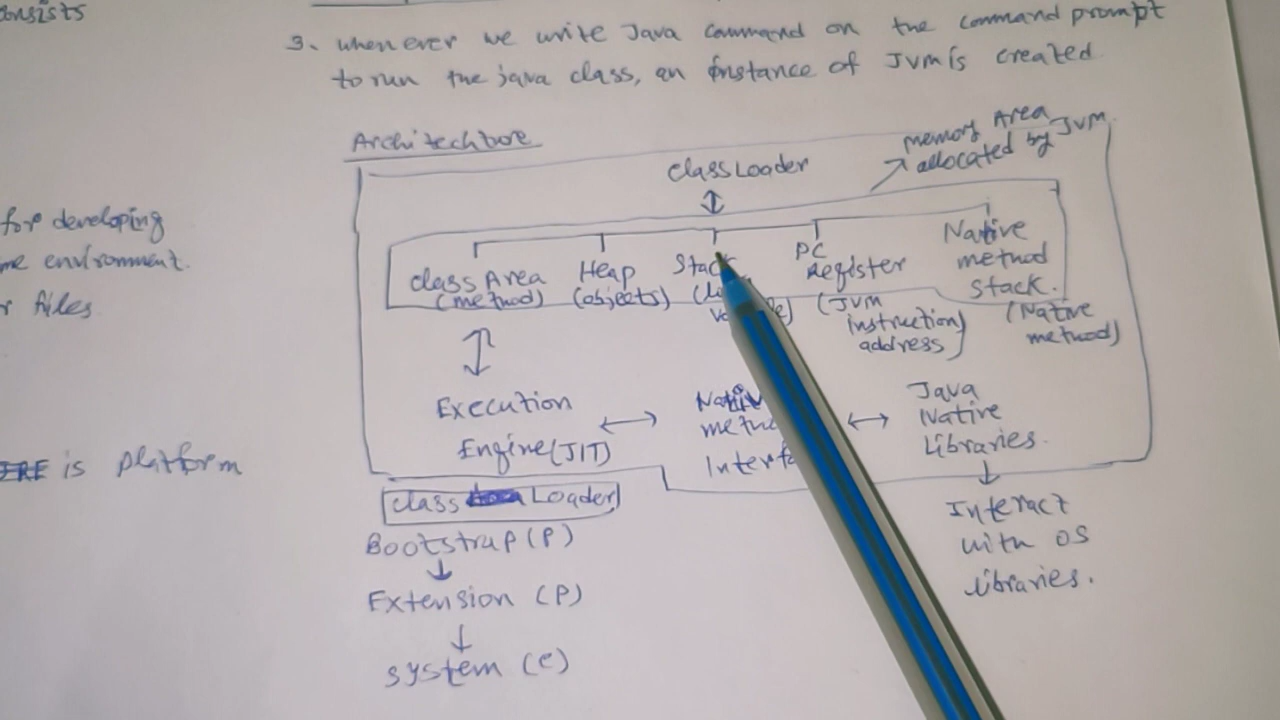 onsists
3. whenever we write Java command on the command prompt
to run the java class, an instance of JVM is created.
Architechtore
memory Area
allocated by JVM
classLoader
for developing
me environment.
r files
class Area
(method)
Heap
(objects)
Stack
PC
Register
(JVM
instruction)
address
Native
method
stack.
(Native
method)
Execution
Engine(JIT)
Java
Native
Libraries.
JRE is platform
class Loader
Bootstrap(P)
Extension (P)
system (e)
Interact
with OS
libraries.